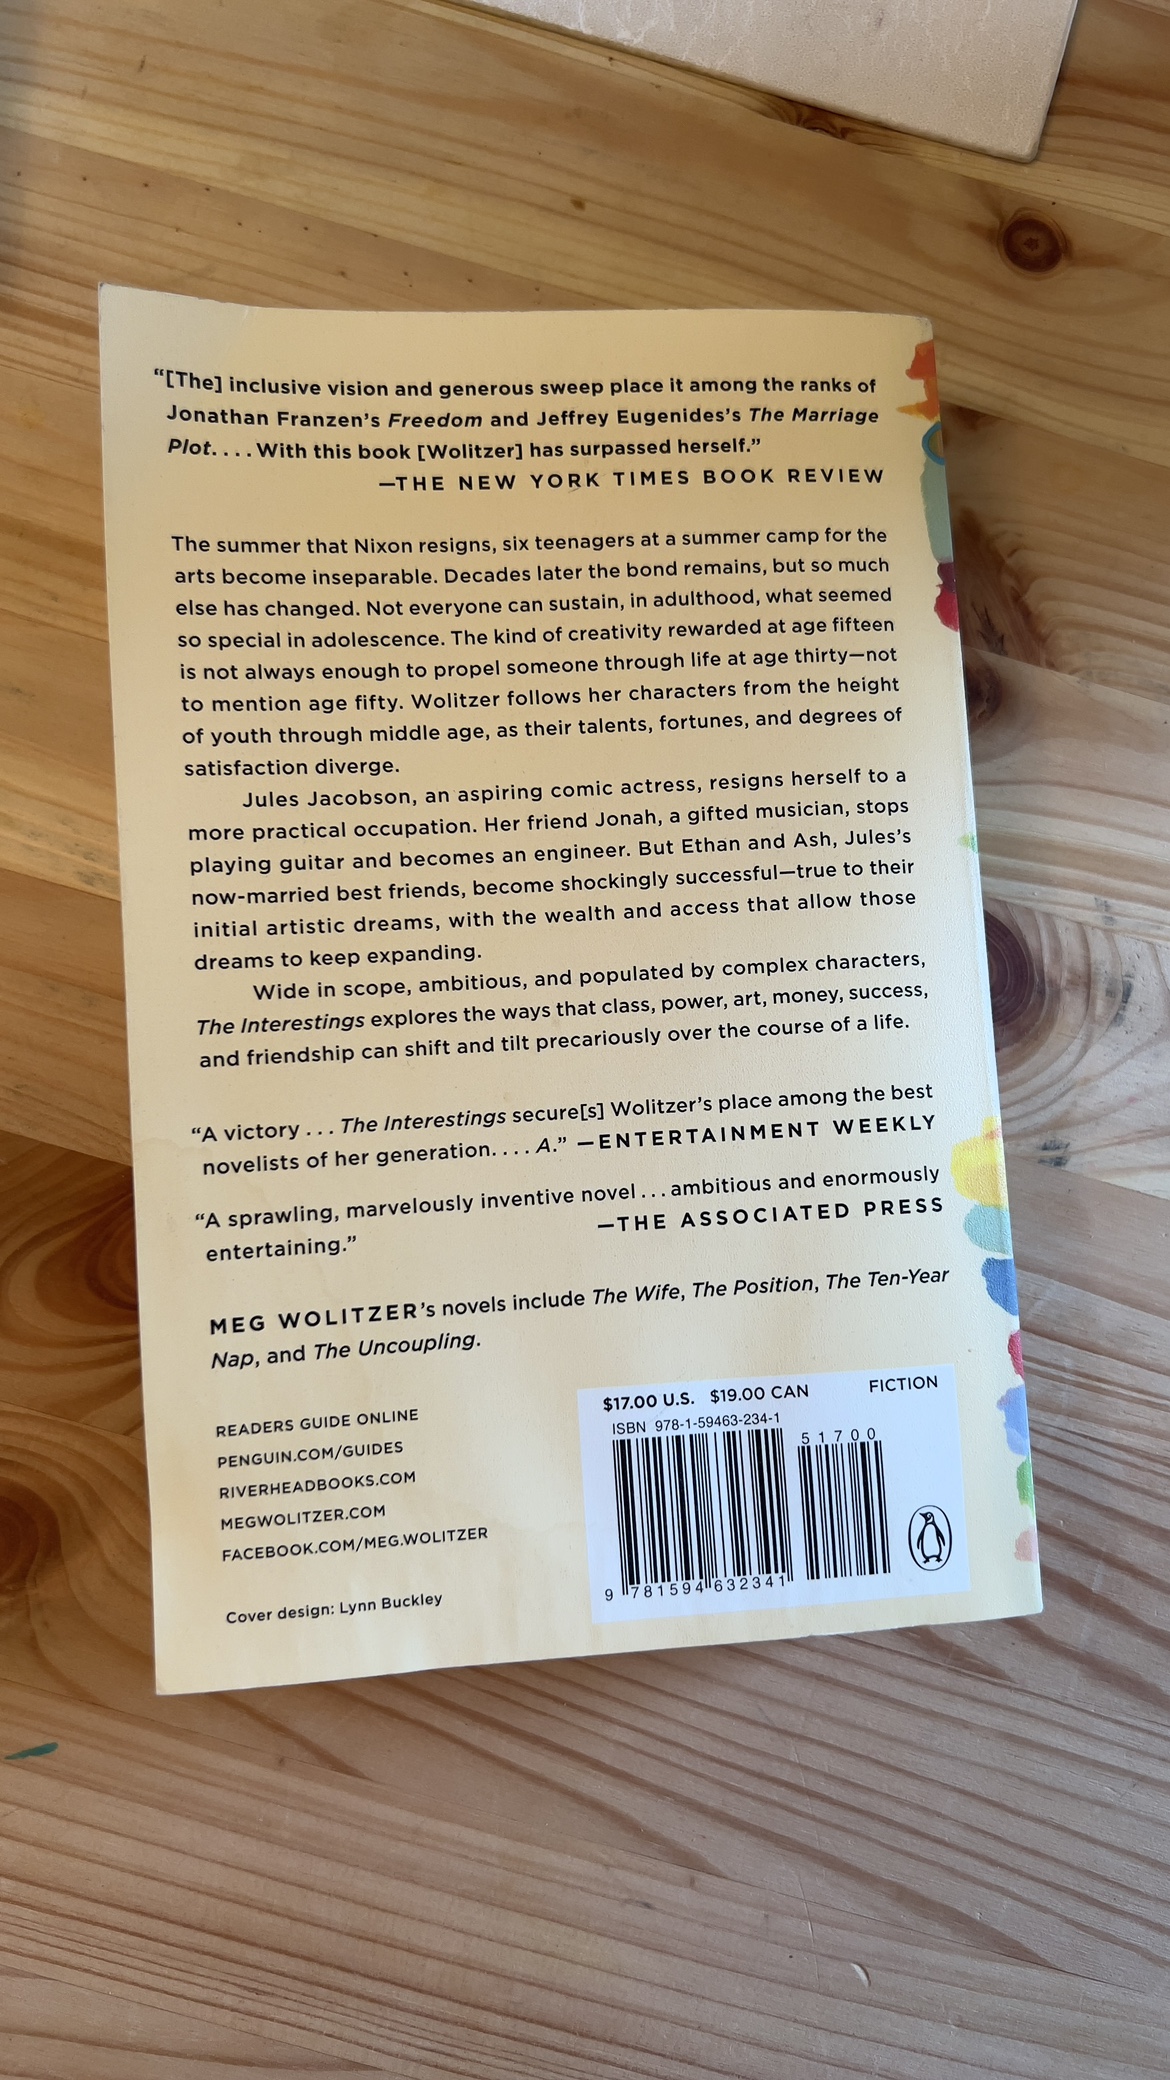 “[The] inclusive vision and generous sweep place it among the ranks of
Jonathan Franzen’s Freedom and Jeffrey Eugenides’s The Marriage
Plot. . . . With this book [Wolitzer] has surpassed herself.”
—THE NEW YORK TIMES BOOK REVIEW
The summer that Nixon resigns, six teenagers at a summer camp for the
arts become inseparable. Decades later the bond remains, but so much
else has changed. Not everyone can sustain, in adulthood, what seemed
so special in adolescence. The kind of creativity rewarded at age fifteen
is not always enough to propel someone through life at age thirty—not
to mention age fifty. Wolitzer follows her characters from the height
of youth through middle age, as their talents, fortunes, and degrees of
satisfaction diverge.
Jules Jacobson, an aspiring comic actress, resigns herself to a
more practical occupation. Her friend Jonah, a gifted musician, stops
playing guitar and becomes an engineer. But Ethan and Ash, Jules’s
now-married best friends, become shockingly successful—true to their
initial artistic dreams, with the wealth and access that allow those
dreams to keep expanding.
Wide in scope, ambitious, and populated by complex characters,
The Interestings explores the ways that class, power, art, money, success,
and friendship can shift and tilt precariously over the course of a life.
“A victory . . . The Interestings secure[s] Wolitzer’s place among the best
novelists of her generation. . . . A.” —ENTERTAINMENT WEEKLY
“A sprawling, marvelously inventive novel . . . ambitious and enormously
entertaining.” —THE ASSOCIATED PRESS
MEG WOLITZER’s novels include The Wife, The Position, The Ten-Year
Nap, and The Uncoupling.
READERS GUIDE ONLINE
PENGUIN.COM/GUIDES
RIVERHEADBOOKS.COM
MEGWOLITZER.COM
FACEBOOK.COM/MEG.WOLITZER
Cover design: Lynn Buckley
$17.00 U.S. $19.00 CAN FICTION
ISBN 978-1-59463-234-1
5 1 7 0 0
9 781594 632341